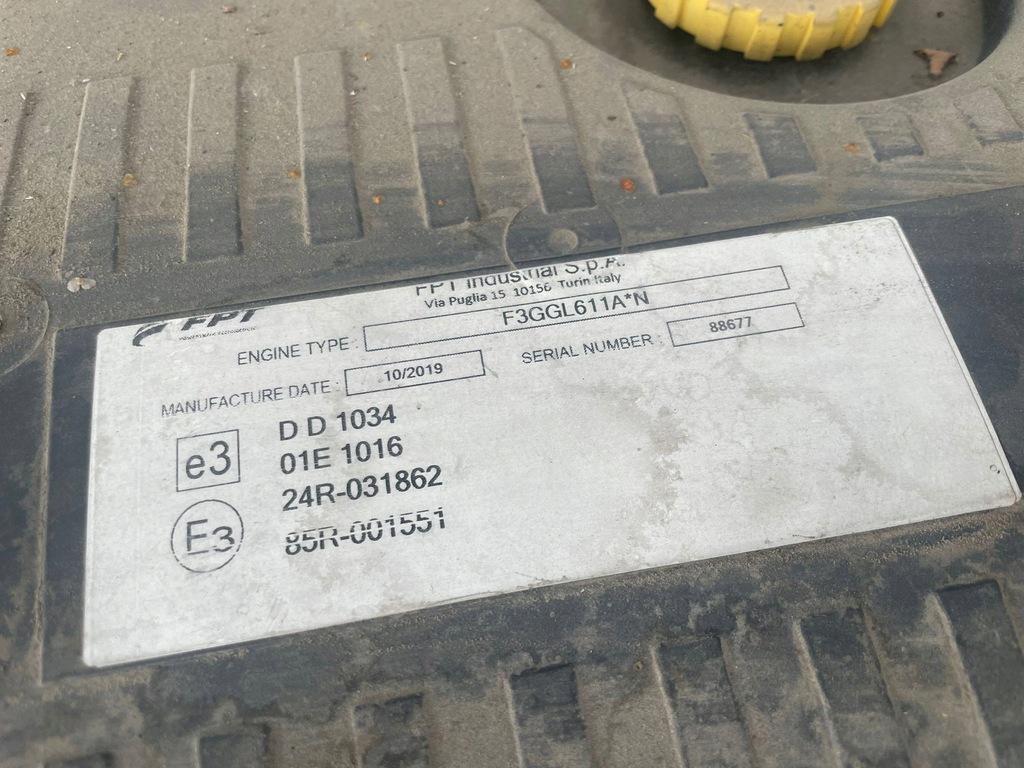 FPT Industrial S.p.A.
Via Puglia 15 10156 Turin Italy
FPT
ENGINE TYPE : F3GGL611A*N
MANUFACTURE DATE : 10/2019 SERIAL NUMBER : 88677
e3 D D 1034
01E 1016
24R-031862
E3 85R-001551